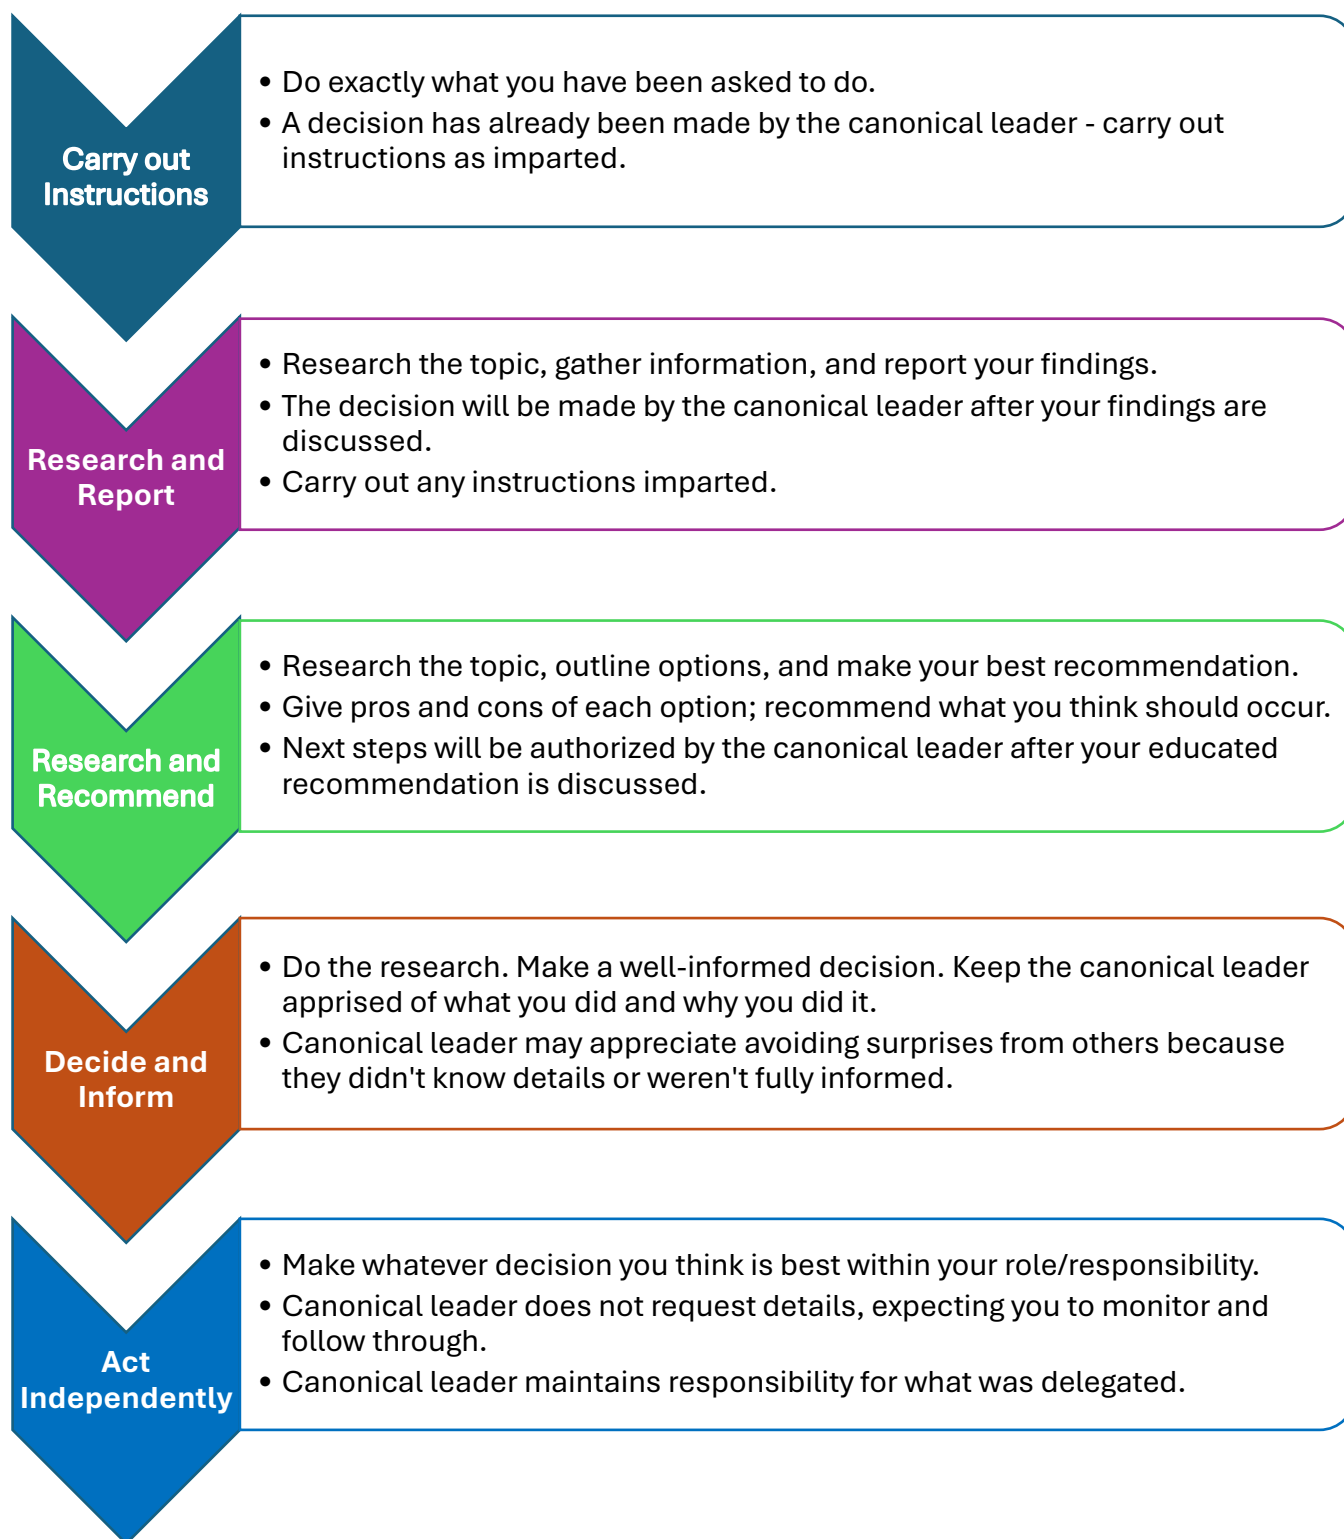 Carry out
Instructions
• Do exactly what you have been asked to do.
• A decision has already been made by the canonical leader - carry out
instructions as imparted.
Research and
Report
• Research the topic, gather information, and report your findings.
• The decision will be made by the canonical leader after your findings are
discussed.
• Carry out any instructions imparted.
Research and
Recommend
• Research the topic, outline options, and make your best recommendation.
• Give pros and cons of each option; recommend what you think should occur.
• Next steps will be authorized by the canonical leader after your educated
recommendation is discussed.
Decide and
Inform
• Do the research. Make a well-informed decision. Keep the canonical leader
apprised of what you did and why you did it.
• Canonical leader may appreciate avoiding surprises from others because
they didn't know details or weren't fully informed.
Act
Independently
• Make whatever decision you think is best within your role/responsibility.
• Canonical leader does not request details, expecting you to monitor and
follow through.
• Canonical leader maintains responsibility for what was delegated.